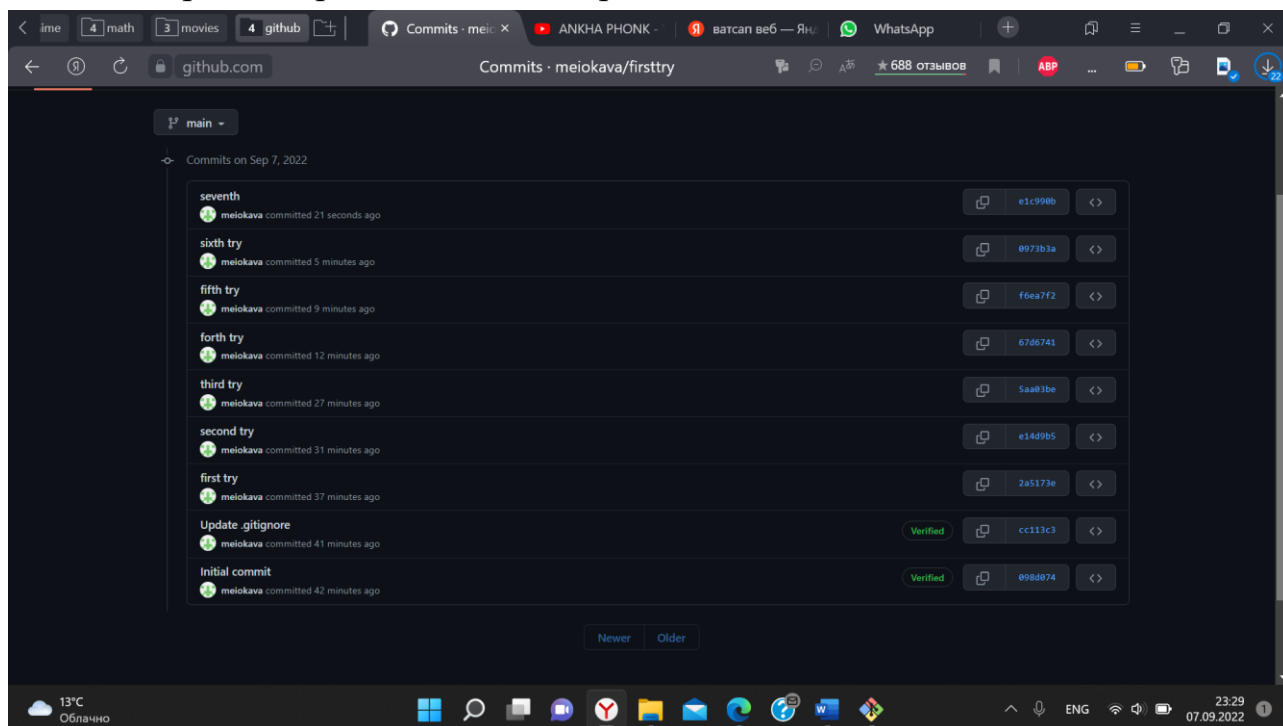 ime 4 math 3 movies 4 github Commits · meio ANKHA PHONK - ватсап веб — Янд WhatsApp
github.com Commits · meiokava/firsttry ★ 688 отзывов ABP ... 22
main
Commits on Sep 7, 2022
seventh
meiokava committed 21 seconds ago
e1c990b
sixth try
meiokava committed 5 minutes ago
0973b3a
fifth try
meiokava committed 9 minutes ago
f6ea7f2
forth try
meiokava committed 12 minutes ago
67d6741
third try
meiokava committed 27 minutes ago
5aa03be
second try
meiokava committed 31 minutes ago
e14d9b5
first try
meiokava committed 37 minutes ago
2a5173e
Update .gitignore
meiokava committed 41 minutes ago
Verified cc113c3
Initial commit
meiokava committed 42 minutes ago
Verified 098d074
Newer Older
13°C
Облачно
ENG
23:29
07.09.2022
1